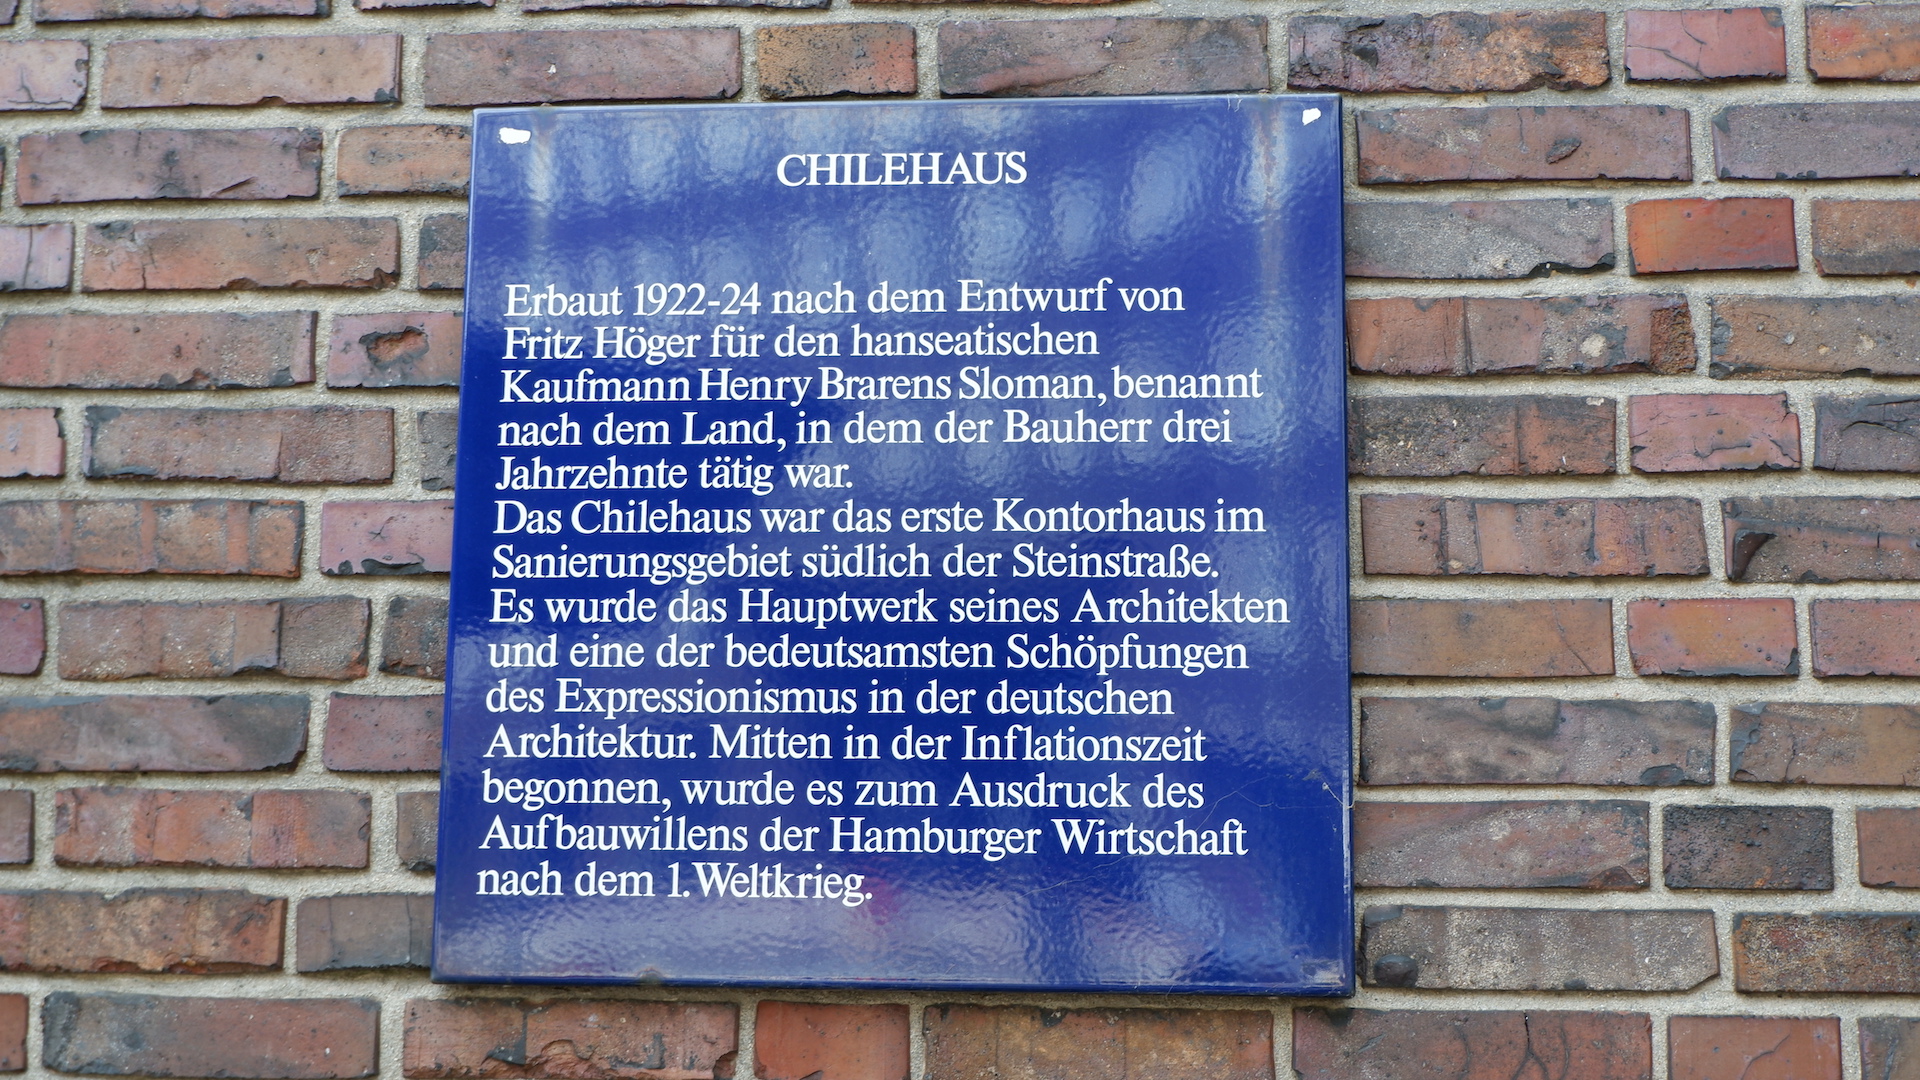 CHILEHAUS
Erbaut 1922-24 nach dem Entwurf von
Fritz Höger für den hanseatischen
Kaufmann Henry Brarens Sloman, benannt
nach dem Land, in dem der Bauherr drei
Jahrzehnte tätig war.
Das Chilehaus war das erste Kontorhaus im
Sanierungsgebiet südlich der Steinstraße.
Es wurde das Hauptwerk seines Architekten
und eine der bedeutsamsten Schöpfungen
des Expressionismus in der deutschen
Architektur. Mitten in der Inflationszeit
begonnen, wurde es zum Ausdruck des
Aufbauwillens der Hamburger Wirtschaft
nach dem 1. Weltkrieg.